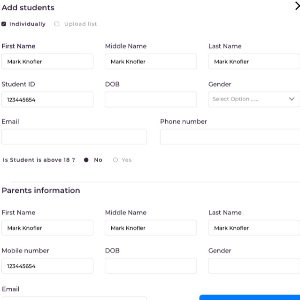 Add students
Individually Upload list
First Name Middle Name Last Name
Mark Knofler Mark Knofler Mark Knofler
Student ID DOB Gender
123445654 Select Option .....
Email Phone number
Is Student is above 18 ? No Yes
Parents information
First Name Middle Name Last Name
Mark Knofler Mark Knofler Mark Knofler
Mobile number DOB Gender
123445654
Email